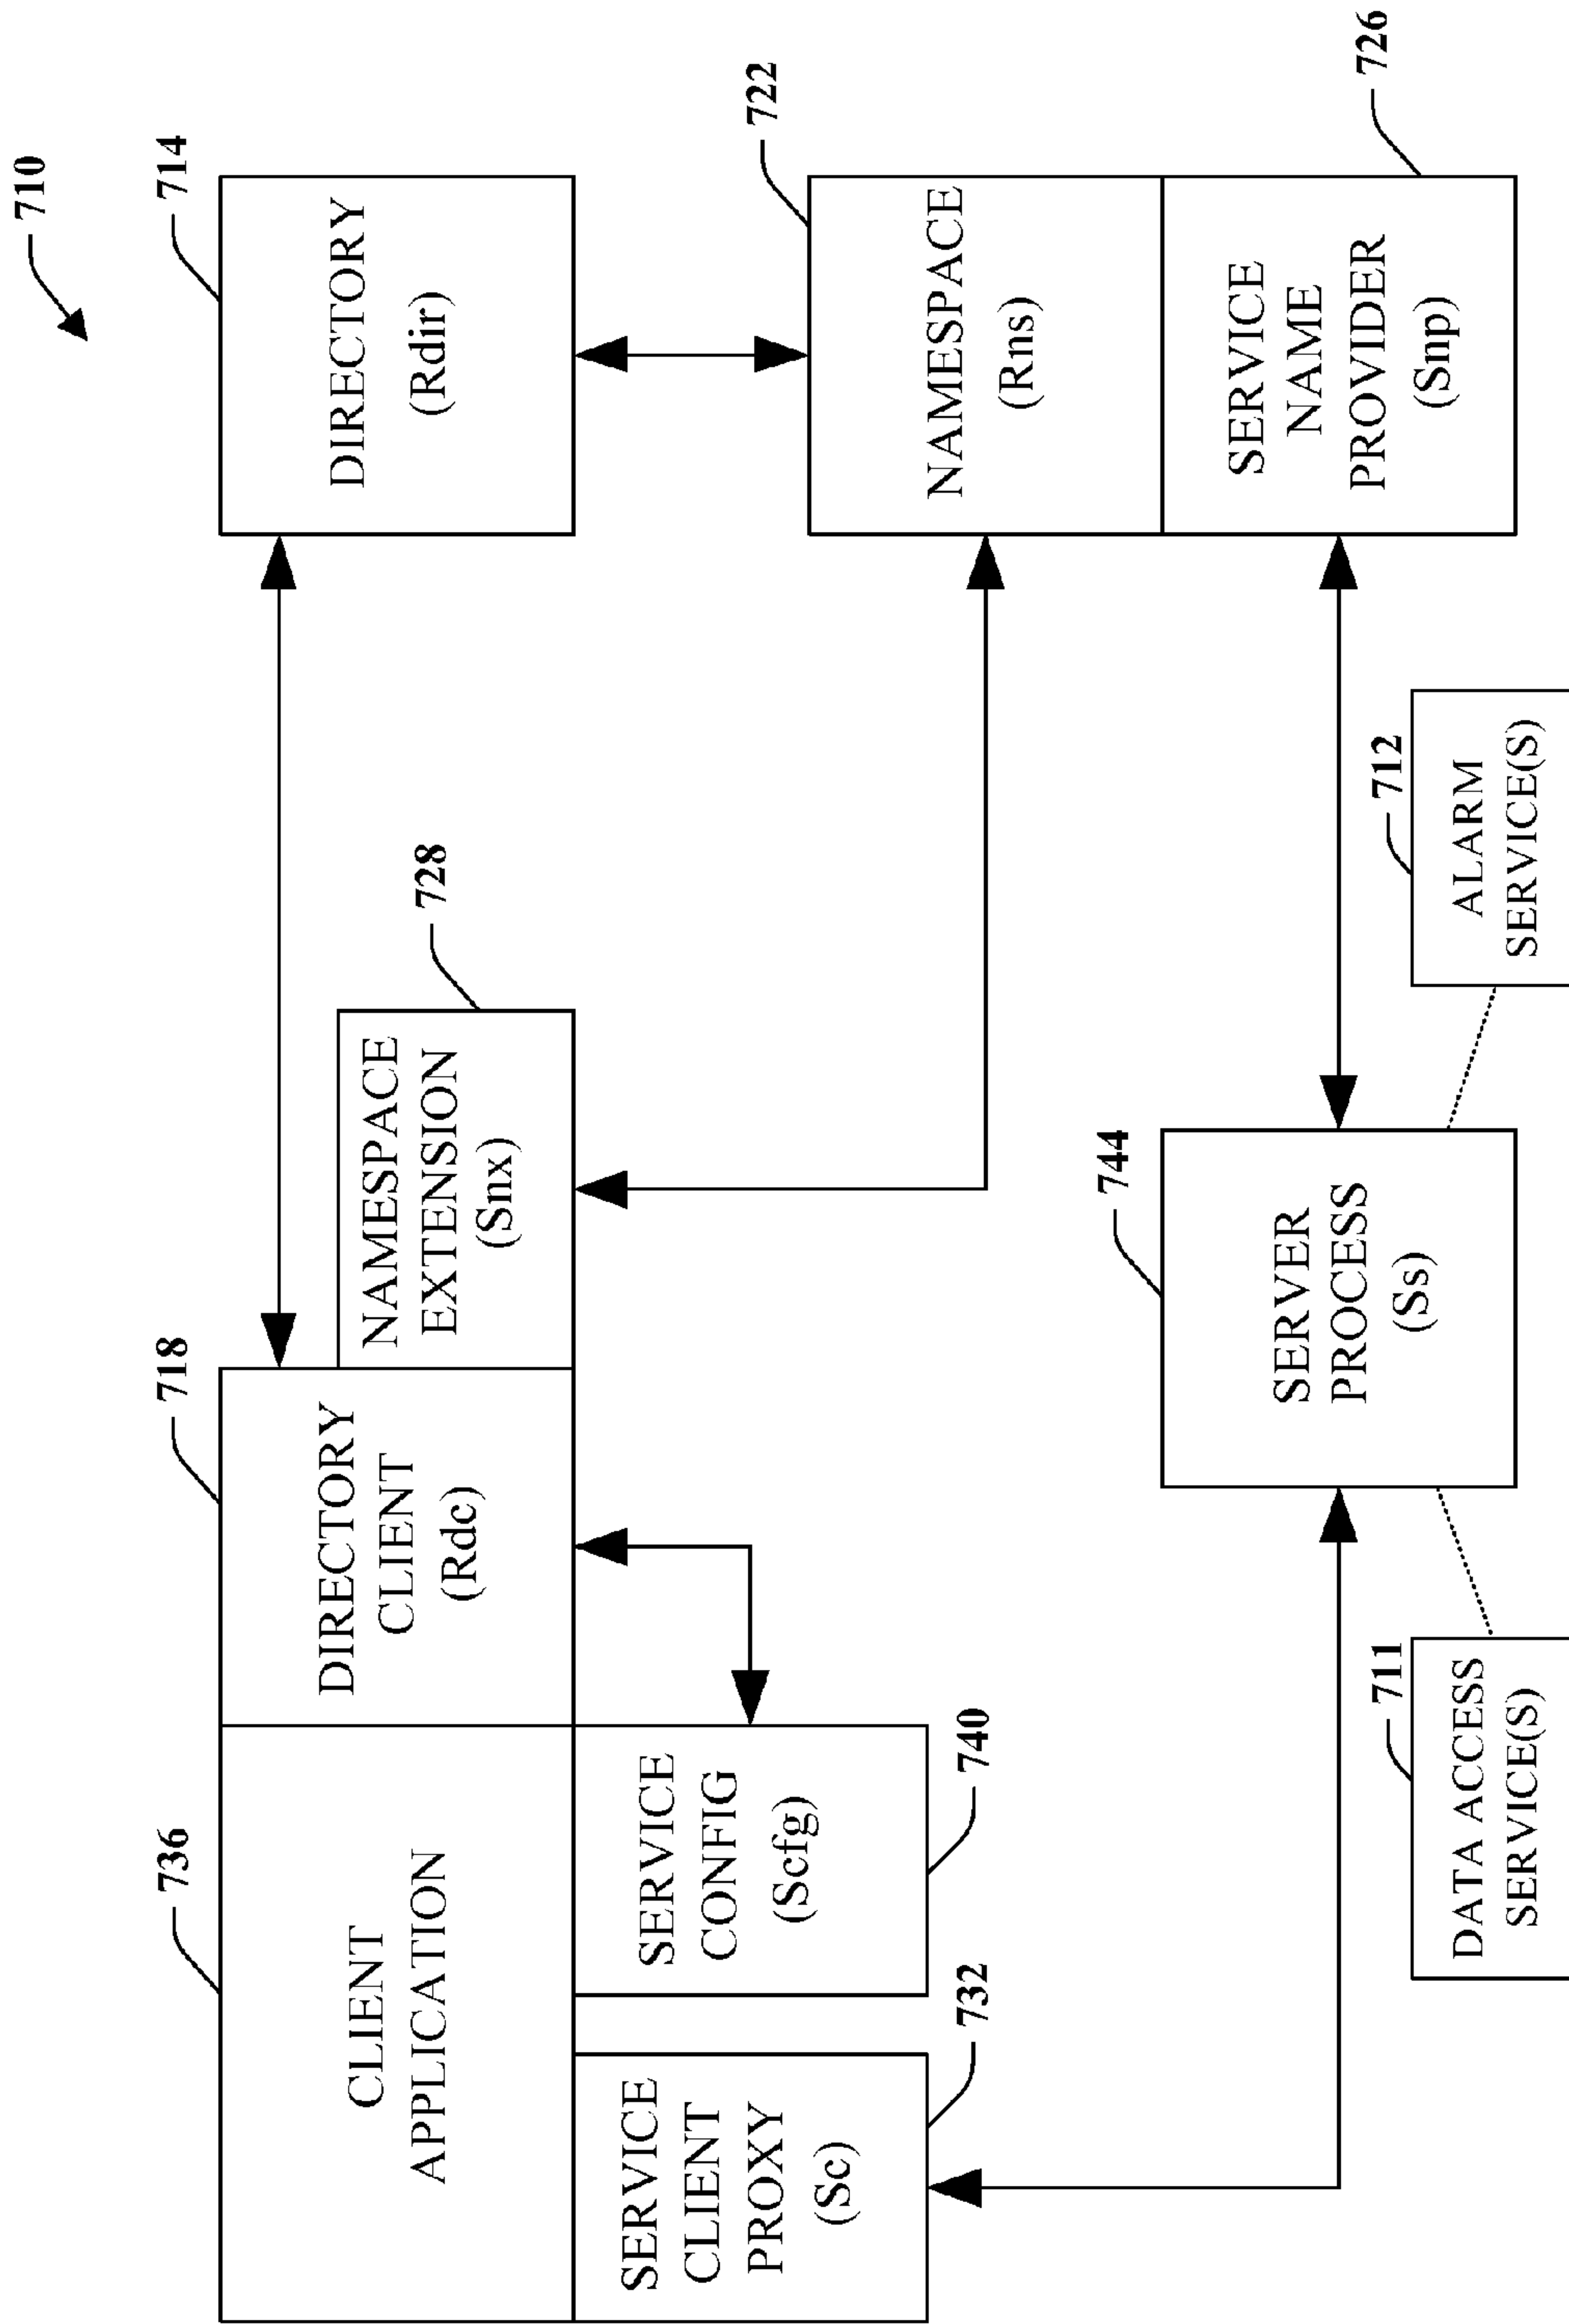 710
736
CLIENT
APPLICATION
718
DIRECTORY
CLIENT
(Rdc)
NAMESPACE
EXTENSION
(Snx)
728
714
DIRECTORY
(Rdir)
SERVICE
CLIENT
PROXY
(Sc)
732
SERVICE
CONFIG
(Scfg)
740
722
NAMESPACE
(Rns)
SERVICE
NAME
PROVIDER
(Snp)
726
744
SERVER
PROCESS
(Ss)
711
DATA ACCESS
SERVICE(S)
712
ALARM
SERVICE(S)